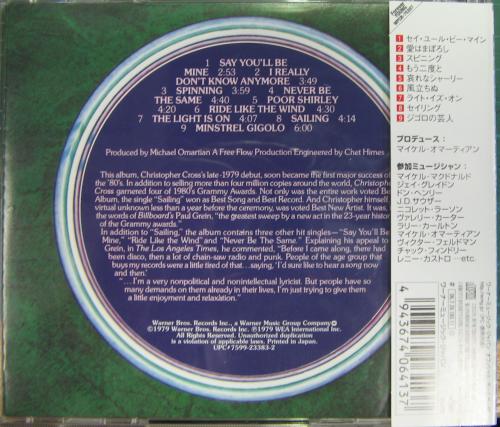 1 SAY YOU'LL BE
MINE 2:53 2 I REALLY
DON'T KNOW ANYMORE 3:49
3 SPINNING 3:59 4 NEVER BE
THE SAME 4:40 5 POOR SHIRLEY
4:20 6 RIDE LIKE THE WIND 4:30
7 THE LIGHT IS ON 4:07 8 SAILING 4:14
9 MINSTREL GIGOLO 6:00
Produced by Michael Omartian A Free Flow Production Engineered by Chet Himes
This album, Christopher Cross's late-1979 debut, soon became the first major success of
the '80's. In addition to selling more than four million copies around the world, Christopher
Cross garnered four of 1980's Grammy Awards. Not only was the entire work voted Best
Album, the single "Sailing" won as Best Song and Best Record. And Christopher himself, a
virtual unknown less than a year before the ceremony, was voted Best New Artist. It was, in
the words of Billboard's Paul Grein, "the greatest sweep by a new act in the 23-year history
of the Grammy awards."
In addition to "Sailing," the album contains three other hit singles—"Say You'll Be
Mine," "Ride Like the Wind" and "Never Be the Same." Explaining his appeal to
Grein, in The Los Angeles Times, he commented, "Before I came along, there had
been disco, then a lot of chain-saw radio and punk. People of the age group that
buy my records were a little tired of that...saying, 'I'd sure like to hear a song now
and then.'
"...I'm a very nonpolitical and nonintellectual lyricist. But people have so
many demands on them already in their lives, I'm just trying to give them
a little enjoyment and relaxation."
Warner Bros. Records Inc., a Warner Music Group Company
©1979 Warner Bros. Records Inc. ℗1979 WEA International Inc.
All Rights Reserved. Unauthorized duplication
is a violation of applicable laws. Printed in Japan.
UPC 7599-23383-2
1 セイ・ユール・ビー・マイン
2 愛はまぼろし
3 スピニング
4 もう二度と
5 哀れなシャーリー
6 風立ちぬ
7 ライト・イズ・オン
8 セイリング
9 ジゴロの芸人
プロデュース：
マイケル・オマーティアン
参加ミュージシャン：
マイケル・マクドナルド
ジェイ・グレイドン
ドン・ヘンリー
J.D.サウザー
ニコレット・ラーソン
ヴァレリー・カーター
ラリー・カールトン
マイケル・オマーティアン
ヴィクター・フェルドマン
チャック・フィンドリー
レニー・カストロ …etc.
4 943674 064137